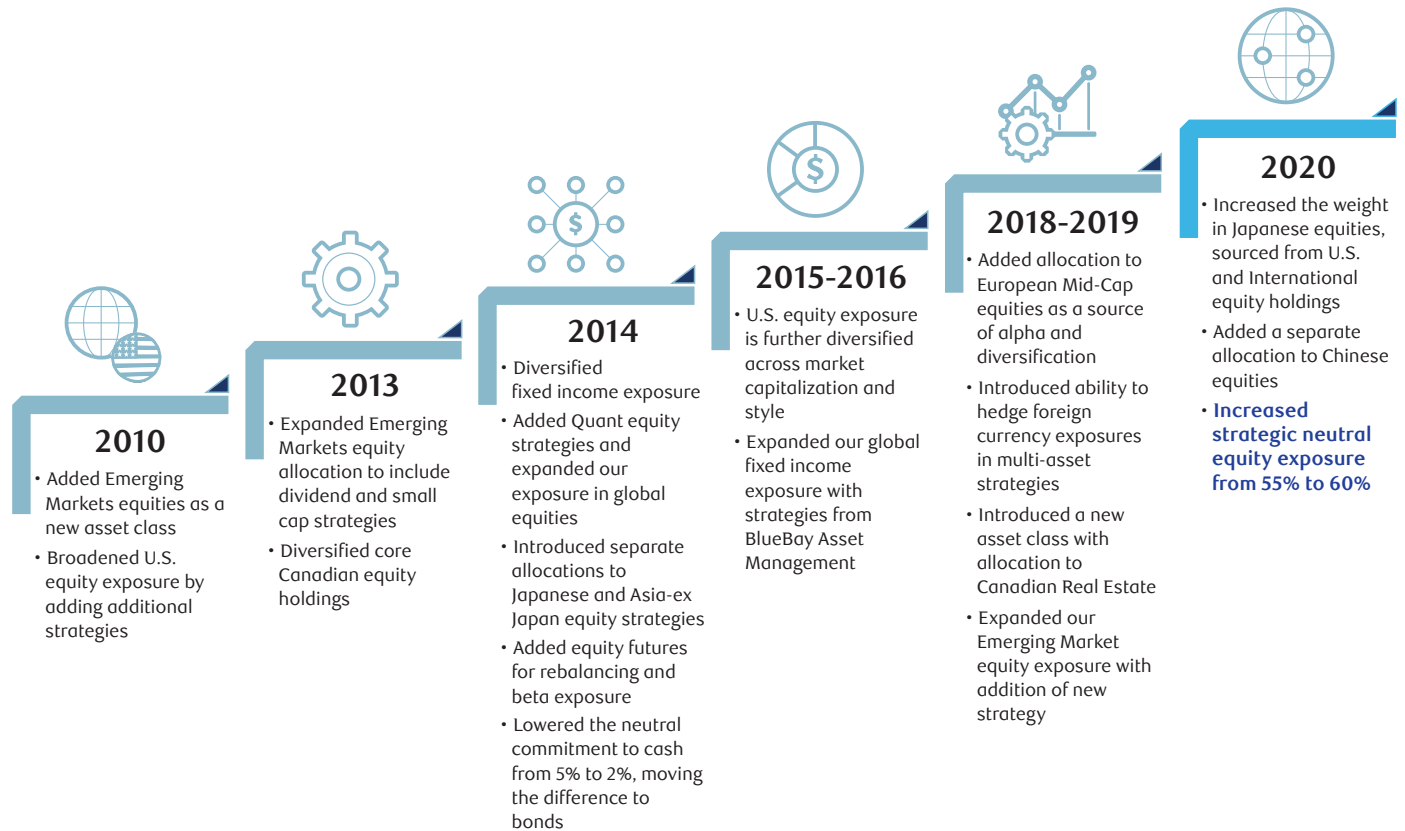 2010
• Added Emerging
Markets equities as a
new asset class
• Broadened U.S.
equity exposure by
adding additional
strategies
2013
• Expanded Emerging
Markets equity
allocation to include
dividend and small
cap strategies
• Diversified core
Canadian equity
holdings
$
2014
• Diversified
fixed income exposure
• Added Quant equity
strategies and
expanded our
exposure in global
equities
• Introduced separate
allocations to
Japanese and Asia-ex
Japan equity strategies
• Added equity futures
for rebalancing and
beta exposure
• Lowered the neutral
commitment to cash
from 5% to 2%, moving
the difference to
bonds
$
2015-2016
• U.S. equity exposure
is further diversified
across market
capitalization and
style
• Expanded our global
fixed income
exposure with
strategies from
BlueBay Asset
Management
2018-2019
• Added allocation to
European Mid-Cap
equities as a source
of alpha and
diversification
• Introduced ability to
hedge foreign
currency exposures
in multi-asset
strategies
• Introduced a new
asset class with
allocation to
Canadian Real Estate
• Expanded our
Emerging Market
equity exposure with
addition of new
strategy
2020
• Increased the weight
in Japanese equities,
sourced from U.S.
and International
equity holdings
• Added a separate
allocation to Chinese
equities
• Increased
strategic neutral
equity exposure
from 55% to 60%